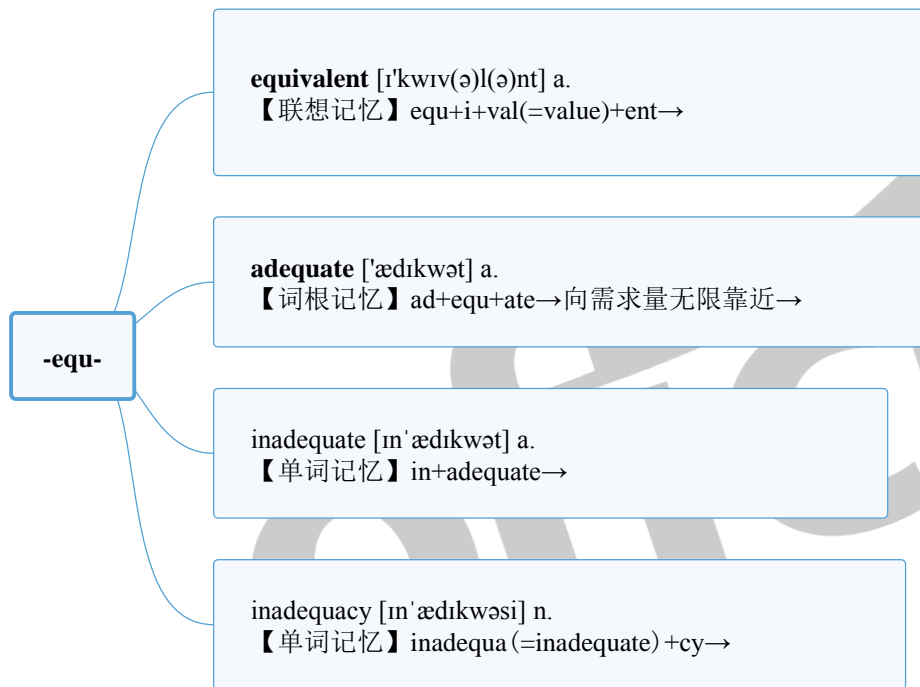 equivalent [ɪ'kwɪv(ə)l(ə)nt] a.
【联想记忆】equ+i+val(=value)+ent→
adequate ['ædɪkwət] a.
【词根记忆】ad+equ+ate→向需求量无限靠近→
-equ-
inadequate [ɪnˈædɪkwət] a.
【单词记忆】in+adequate→
inadequacy [ɪnˈædɪkwəsi] n.
【单词记忆】inadequa（=inadequate）+cy→